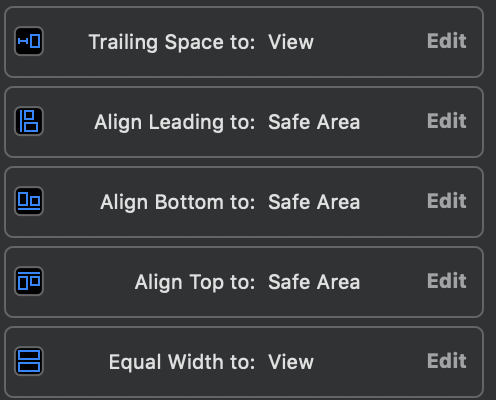 Trailing Space to: View Edit
Align Leading to: Safe Area Edit
Align Bottom to: Safe Area Edit
Align Top to: Safe Area Edit
Equal Width to: View Edit